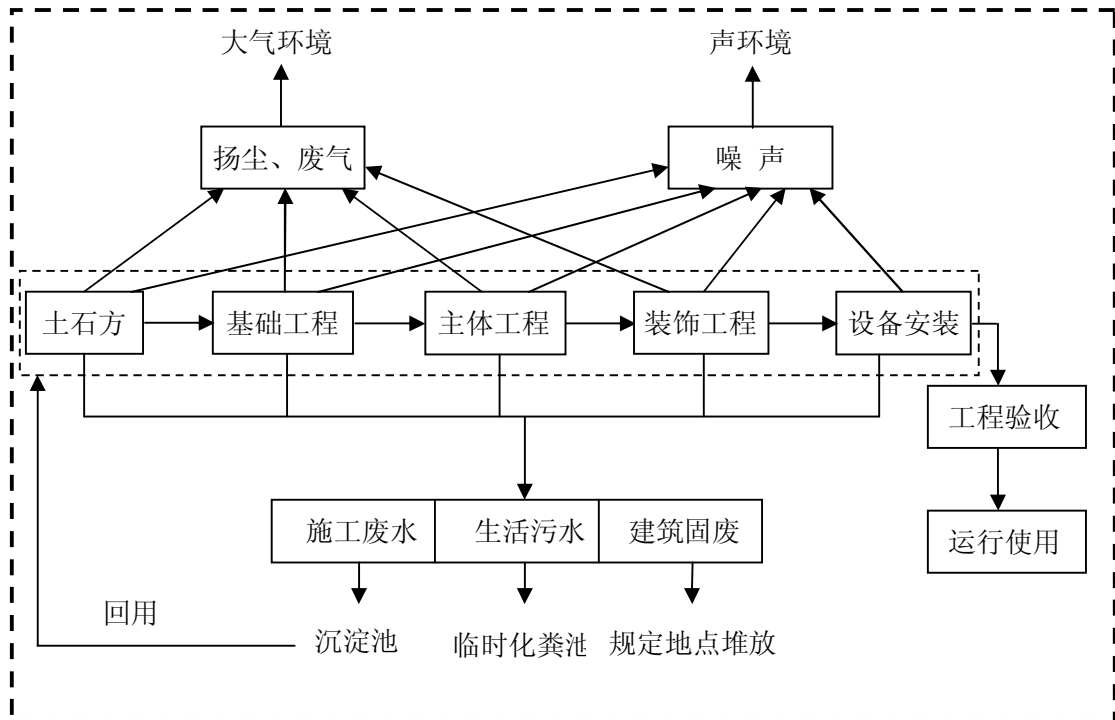 大气环境
声环境
扬尘、废气
噪 声
土石方
基础工程
主体工程
装饰工程
设备安装
工程验收
施工废水
生活污水
建筑固废
运行使用
回用
沉淀池
临时化粪池
规定地点堆放